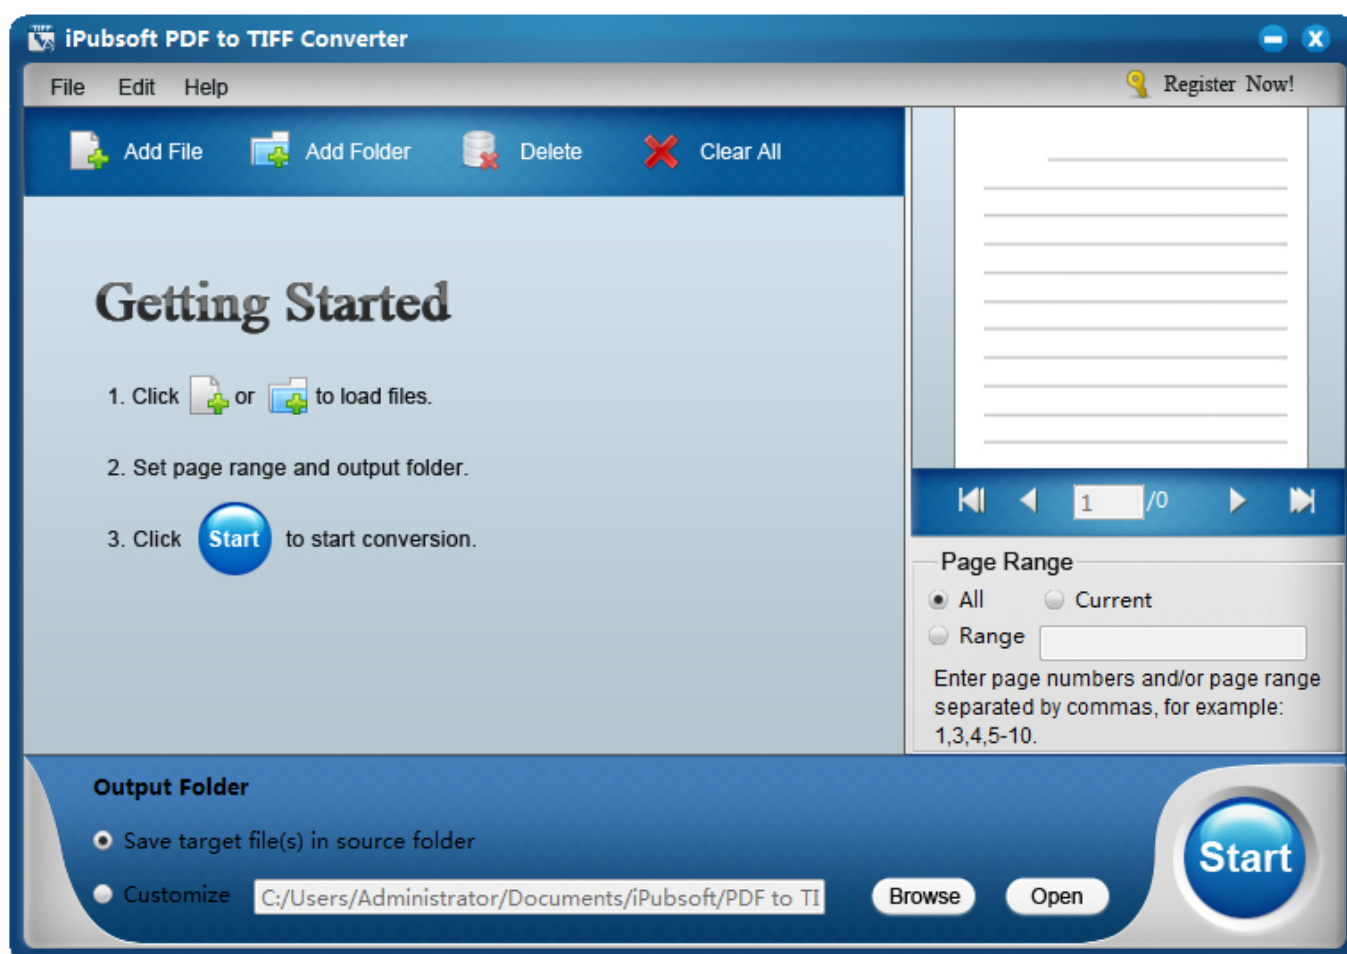 TIFF
iPubsoft PDF to TIFF Converter
File Edit Help
Register Now!
Add File Add Folder Delete Clear All
Getting Started
1. Click or to load files.
2. Set page range and output folder.
3. Click Start to start conversion.
1 /0
Page Range
All Current
Range
Enter page numbers and/or page range
separated by commas, for example:
1,3,4,5-10.
Output Folder
Save target file(s) in source folder
Customize C:/Users/Administrator/Documents/iPubsoft/PDF to TI Browse Open
Start